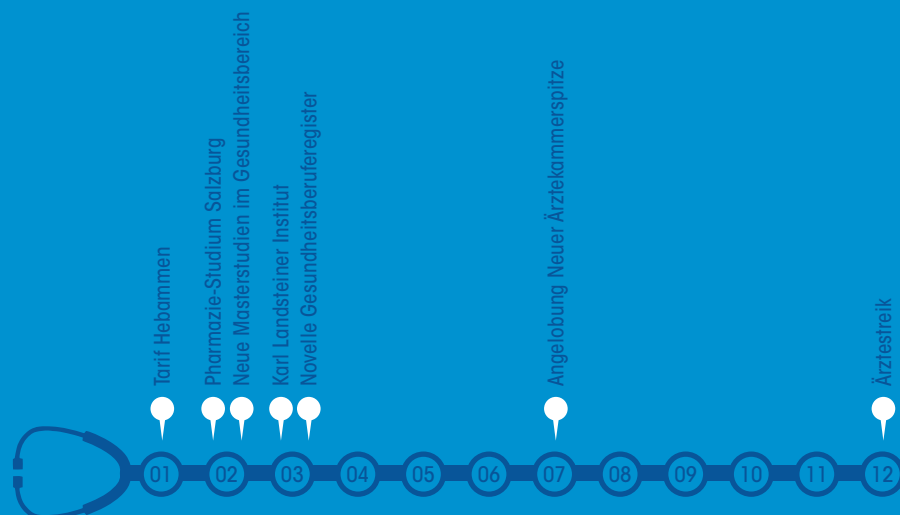 Tarif Hebammen
Pharmazie-Studium Salzburg
Neue Masterstudien im Gesundheitsbereich
Karl Landsteiner Institut
Novelle Gesundheitsberuferegister
Angelobung Neuer Ärztekammerspitze
Ärztestreik
01
02
03
04
05
06
07
08
09
10
11
12